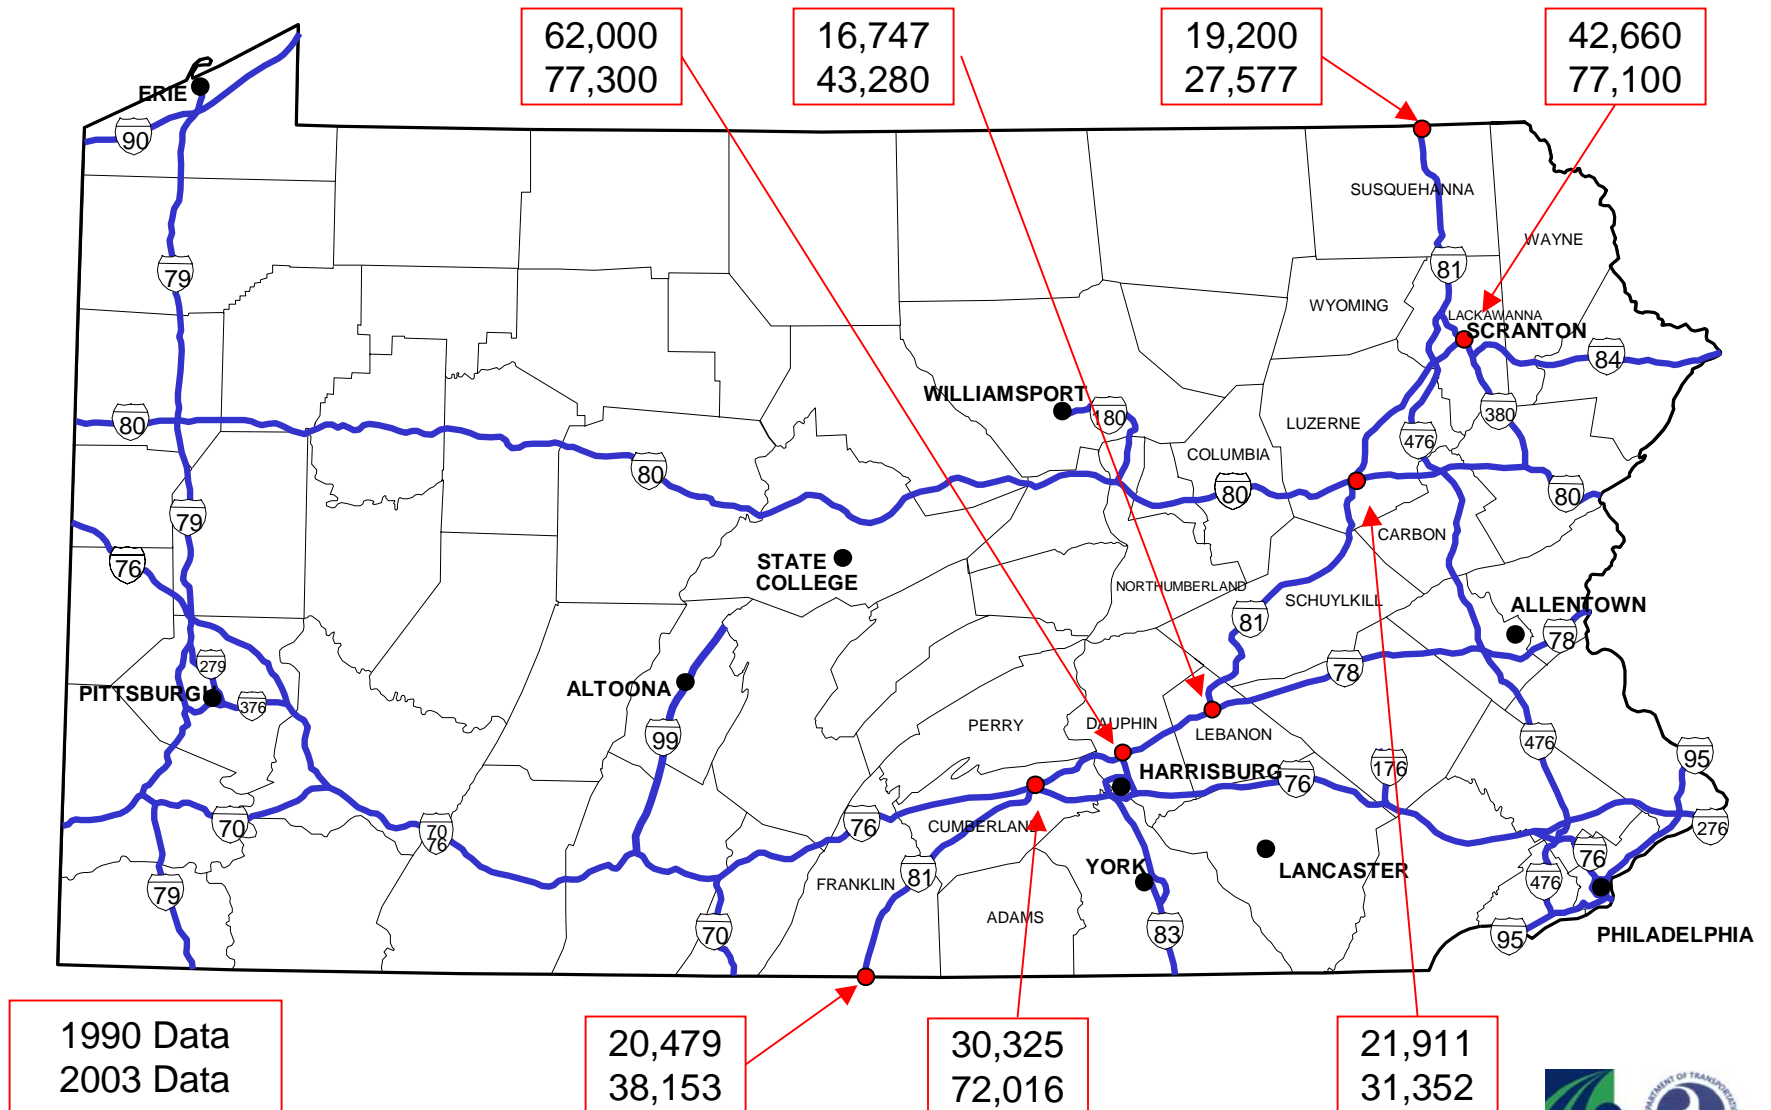 62,000
77,300
16,747
43,280
19,200
27,577
42,660
77,100
ERIE
90
SUSQUEHANNA
WAYNE
79
81
WYOMING
LACKAWANNA
SCRANTON
84
WILLIAMSPORT
180
380
80
LUZERNE
476
COLUMBIA
80
80
80
79
76
CARBON
STATE
COLLEGE
NORTHUMBERLAND
SCHUYLKILL
ALLENTOWN
81
78
279
PITTSBURGH
376
ALTOONA
78
PERRY
DAUPHIN
LEBANON
99
476
95
HARRISBURG
76
176
70
70
76
76
CUMBERLAND
276
76
YORK
LANCASTER
81
FRANKLIN
476
79
ADAMS
70
83
95
PHILADELPHIA
1990 Data
2003 Data
20,479
38,153
30,325
72,016
21,911
31,352